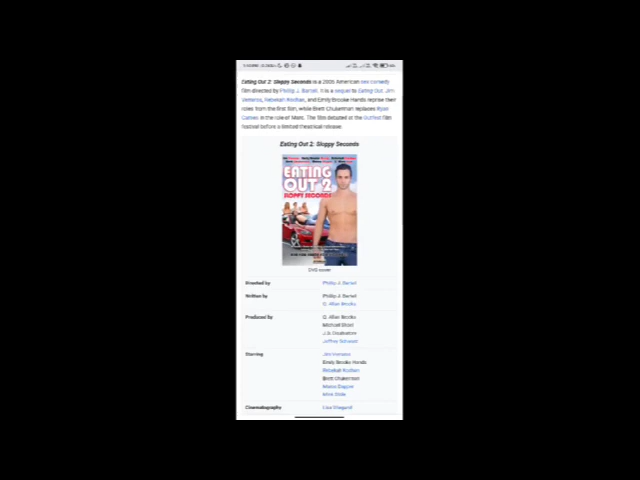 Eating Out 2: Sloppy Seconds is a 2006 American sex comedy
film directed by Phillip J. Bartell. It is a sequel to Eating Out. Jim
Verraros, Rebekah Kochan, and Emily Brooke Hands reprise their
roles from the first film, while Brett Chukerman replaces Ryan
Carnes in the role of Marc. The film debuted at the Outfest film
festival before a limited theatrical release.
Eating Out 2: Sloppy Seconds
EATING
OUT 2
SLOPPY SECONDS
DVD cover
Directed by
Phillip J. Bartell
Written by
Phillip J. Bartell
Q. Allan Brocka
Produced by
Q. Allan Brocka
Michael Shoel
J.D. Disalvatore
Jeffrey Schwarz
Starring
Jim Verraros
Emily Brooke Hands
Rebekah Kochan
Brett Chukerman
Marco Dapper
Mink Stole
Cinematography
Lisa Wiegand